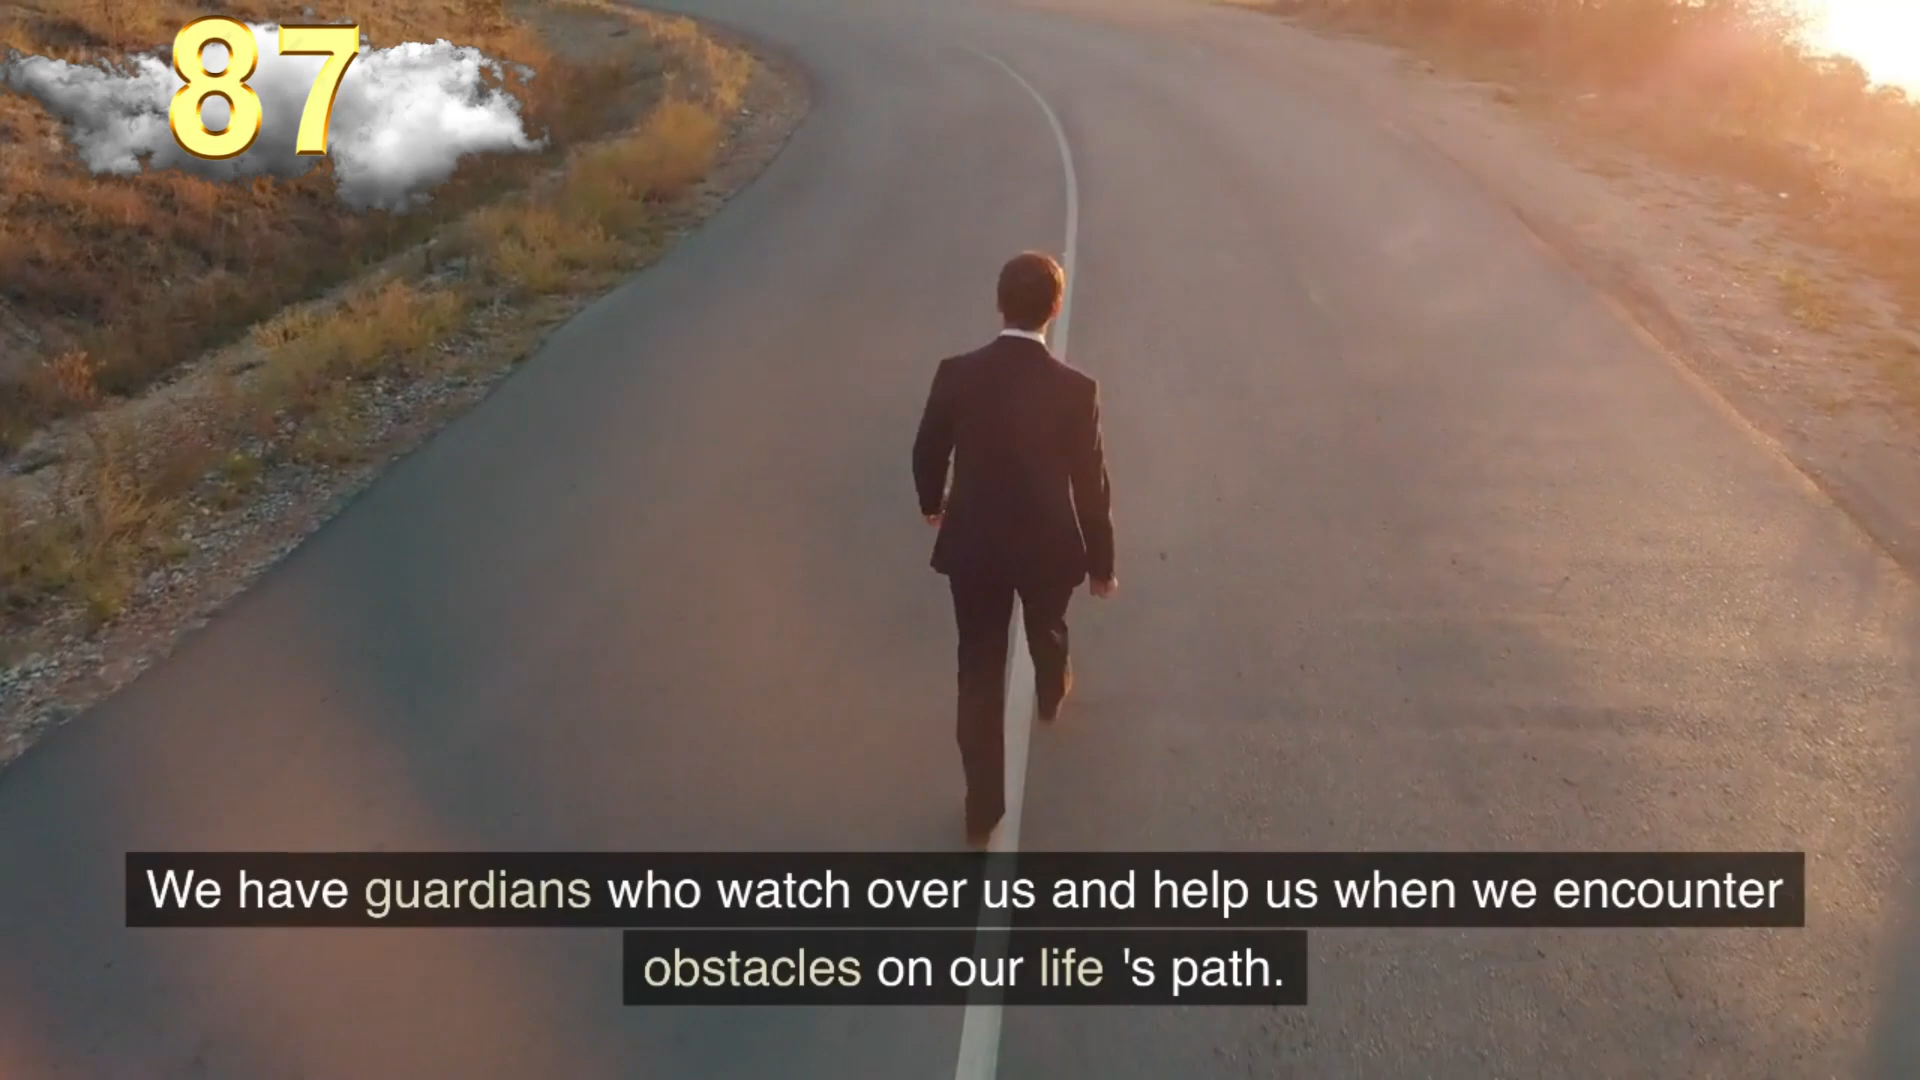 87
We have guardians who watch over us and help us when we encounter
obstacles on our life 's path.